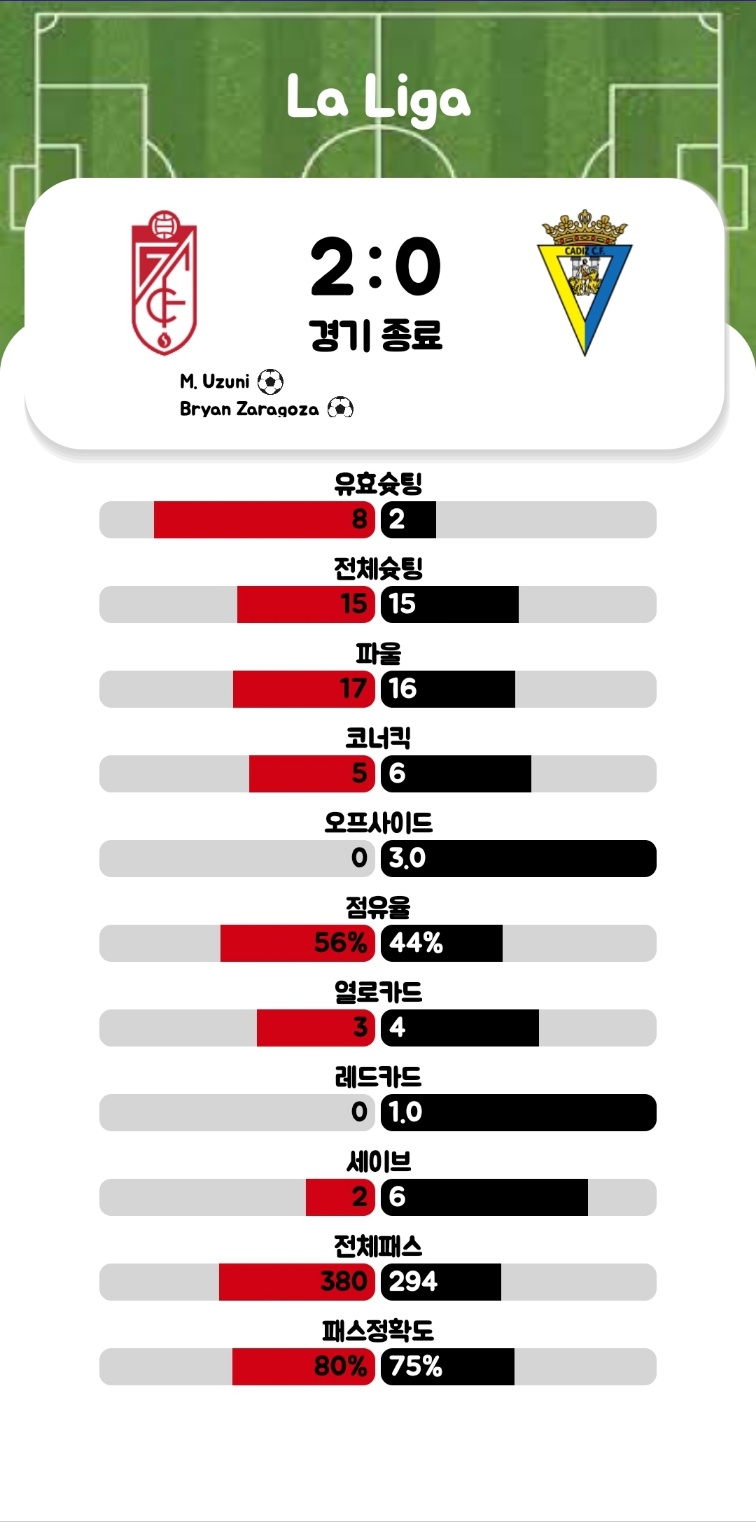 La Liga
2:0
CADIZ C.F.
경기 종료
M. Uzuni
Bryan Zaragoza
유효슛팅
8 2
전체슛팅
15 15
파울
17 16
코너킥
5 6
오프사이드
0 3.0
점유율
56% 44%
열로카드
3 4
레드카드
0 1.0
세이브
2 6
전체패스
380 294
패스정확도
80% 75%